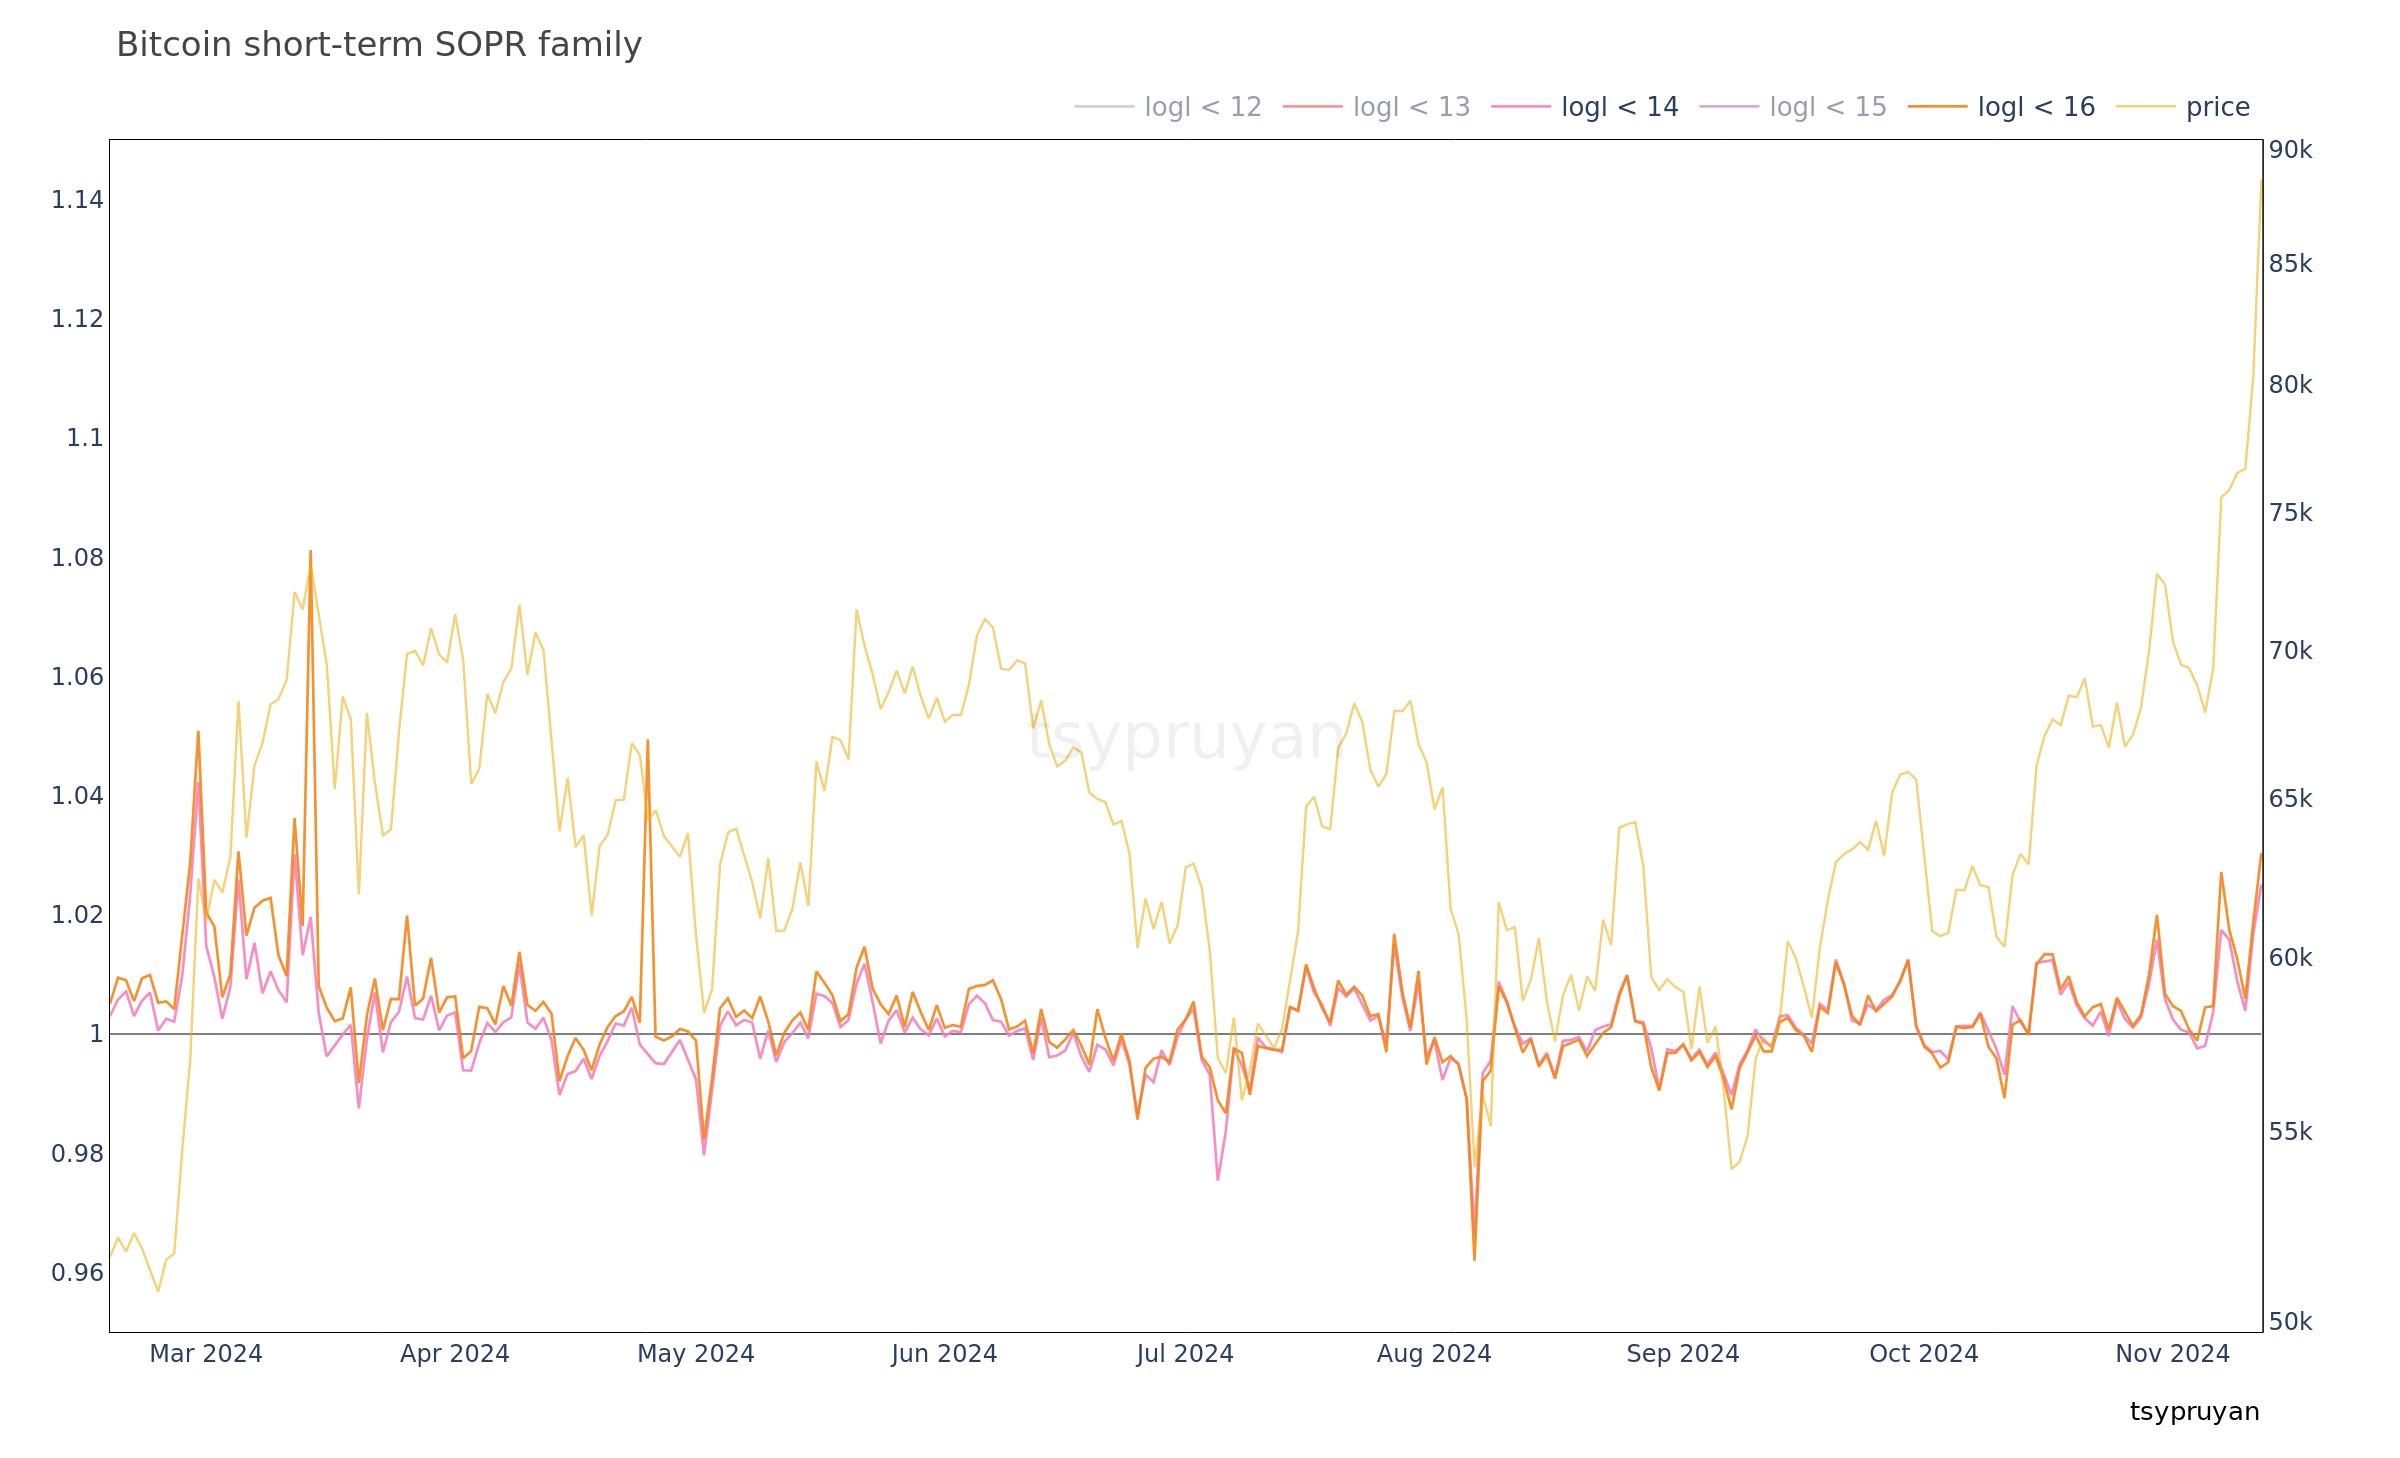 Bitcoin short-term SOPR family
logl < 12 logl < 13 logl < 14 logl < 15 logl < 16 price
1.14
1.12
1.1
1.08
1.06
1.04
1.02
1
0.98
0.96
90k
85k
80k
75k
70k
65k
60k
55k
50k
tsypruyan
Mar 2024 Apr 2024 May 2024 Jun 2024 Jul 2024 Aug 2024 Sep 2024 Oct 2024 Nov 2024
tsypruyan